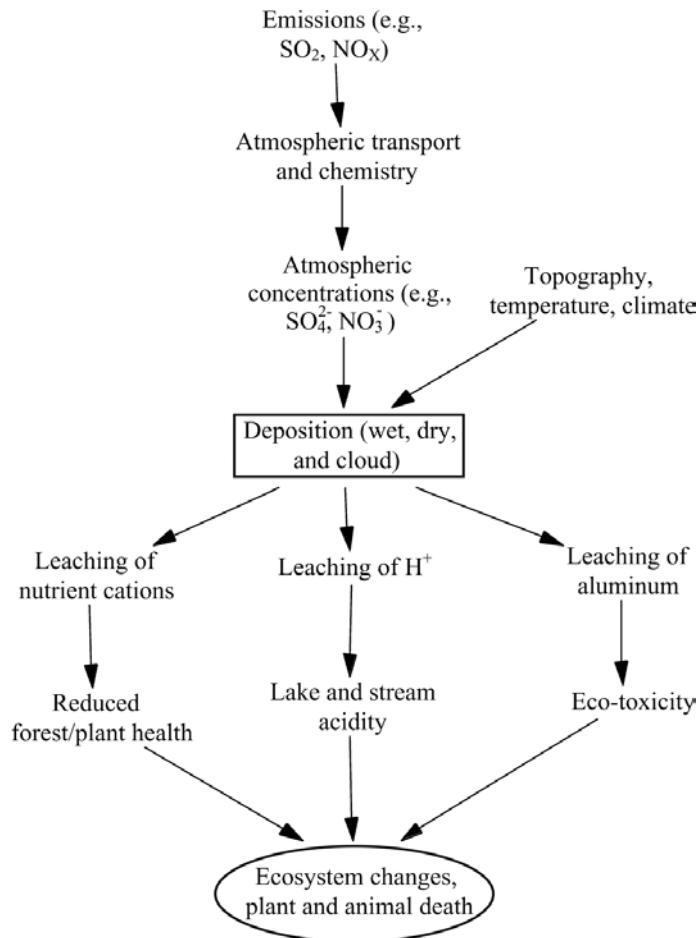 Emissions (e.g.,
SO₂, NOₓ)
Atmospheric transport
and chemistry
Atmospheric
concentrations (e.g.,
SO₄²⁻, NO₃⁻ )
Topography,
temperature, climate
Deposition (wet, dry,
and cloud)
Leaching of
nutrient cations
Leaching of H⁺
Leaching of
aluminum
Reduced
forest/plant health
Lake and stream
acidity
Eco-toxicity
Ecosystem changes,
plant and animal death